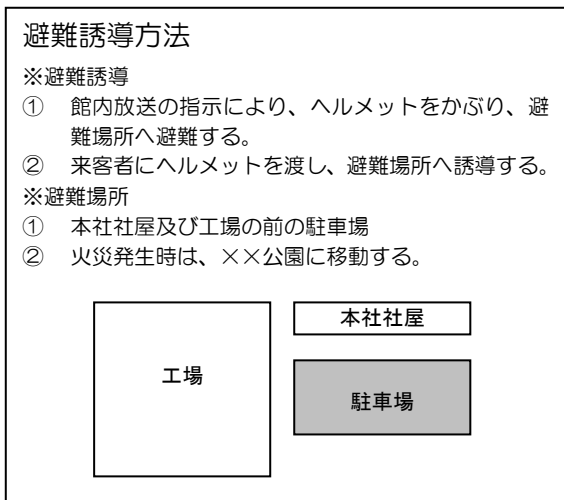 避難誘導方法
※避難誘導
① 館内放送の指示により、ヘルメットをかぶり、避
難場所へ避難する。
② 来客者にヘルメットを渡し、避難場所へ誘導する。
※避難場所
① 本社社屋及び工場の前の駐車場
② 火災発生時は、××公園に移動する。
本社社屋
工場
駐車場